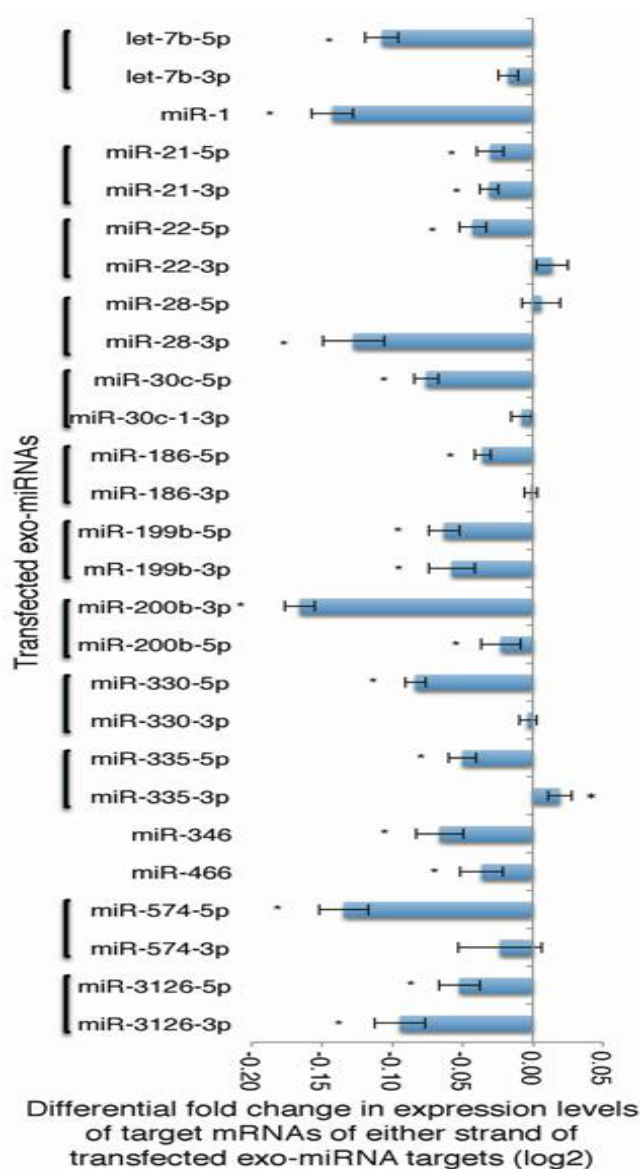 let-7b-5p *
let-7b-3p
miR-1 *
miR-21-5p *
miR-21-3p *
miR-22-5p *
miR-22-3p
miR-28-5p
miR-28-3p *
miR-30c-5p *
miR-30c-1-3p
miR-186-5p *
miR-186-3p
miR-199b-5p *
mR-199b-3p *
miR-200b-3p *
miR-200b-5p *
miR-330-5p *
miR-330-3p
miR-335-5p *
miR-335-3p *
miR-346 *
miR-466 *
miR-574-5p *
miR-574-3p
miR-3126-5p *
miR-3126-3p *
Transfected exo-miRNAs
-0.20 -0.15 -0.10 -0.05 0.00 0.05
Differential fold change in expression levels
of target mRNAs of either strand of
transfected exo-miRNA targets (log2)